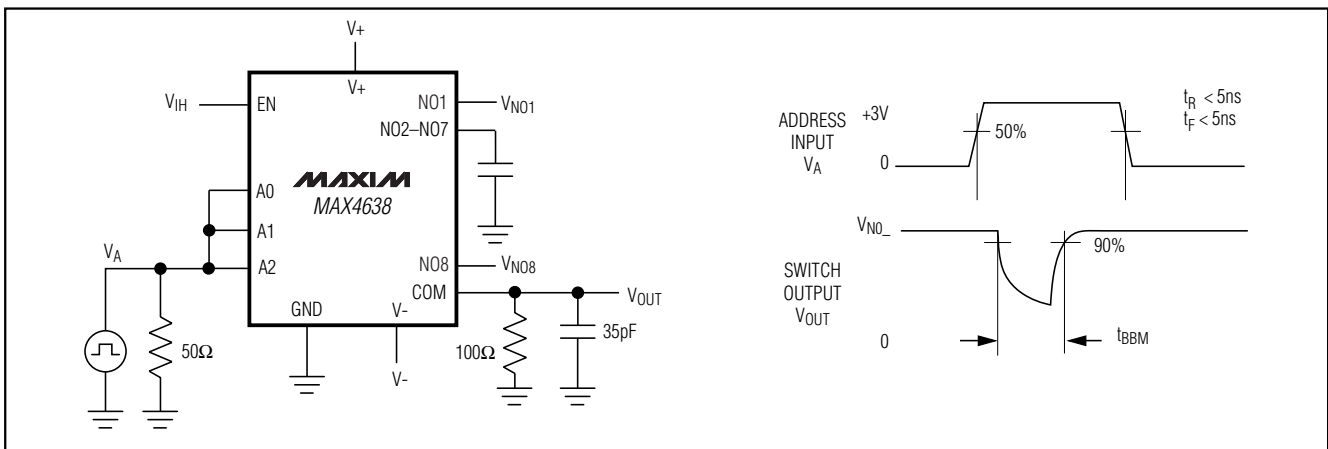 V+
V+
VIH
EN
NO1
VNO1
NO2–NO7
MAXIM
MAX4638
A0
A1
A2
VA
NO8
VNO8
COM
VOUT
GND
V-
V-
50Ω
100Ω
35pF
ADDRESS
INPUT
VA
+3V
0
50%
tR < 5ns
tF < 5ns
VN0_
90%
SWITCH
OUTPUT
VOUT
0
tBBM